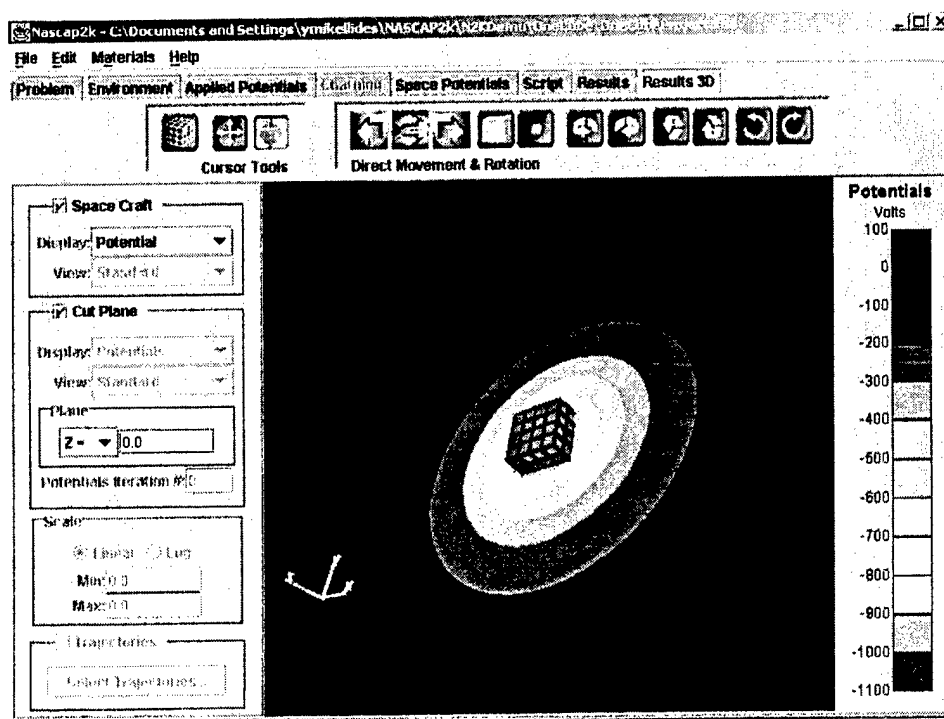 Nascap2k - C:\Documents and Settings\ymikellides\NASCAP2k\
File Edit Materials Help
Problem Environment Applied Potentials Charging Space Potentials Script Results Results 3D
Cursor Tools Direct Movement & Rotation
Space Craft
Display: Potential
View: Standard
Cut Plane
Display: Potentials
View: Standard
Plane
Z = 0.0
Potentials Iteration #:
Scale
Linear Log
Min: 0.0
Max: 0.0
Trajectories
Select Trajectories...
Potentials
Volts
100
0
-100
-200
-300
-400
-500
-600
-700
-800
-900
-1000
-1100